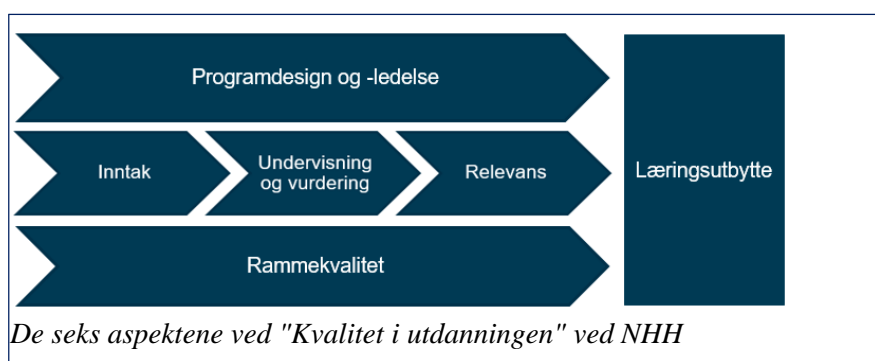 Programdesign og -ledelse
Inntak
Undervisning
og vurdering
Relevans
Læringsutbytte
Rammekvalitet
De seks aspektene ved "Kvalitet i utdanningen" ved NHH